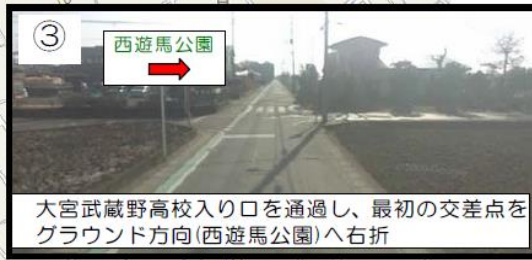 ③
西遊馬公園
大宮武蔵野高校入り口を通過し、最初の交差点を
グラウンド方向(西遊馬公園)へ右折